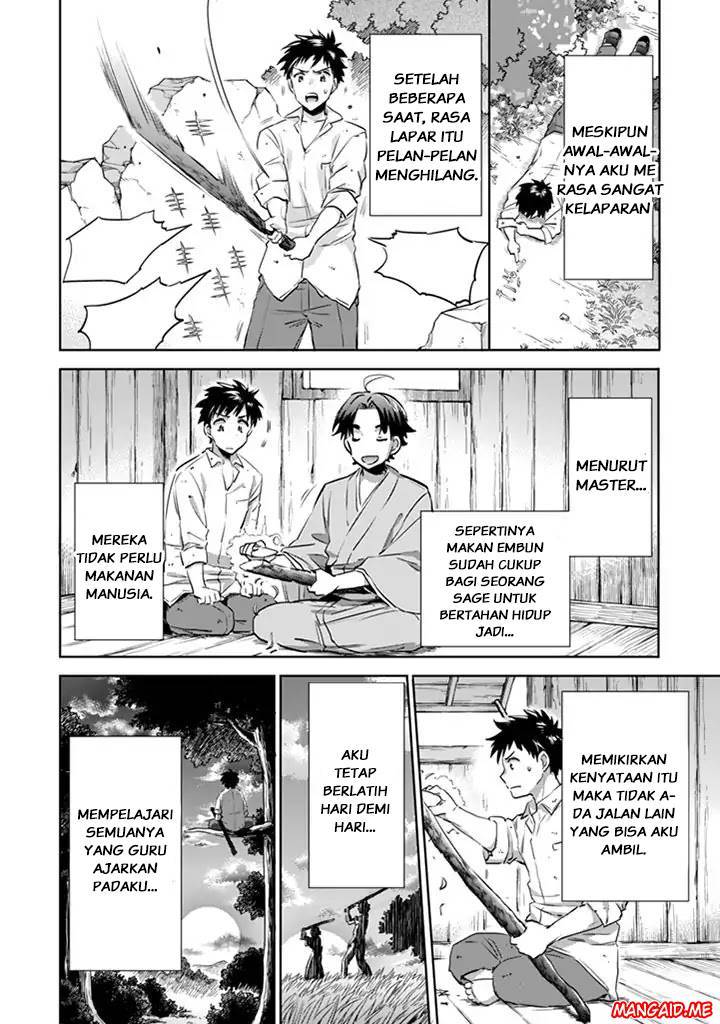 MESKIPUN
AWAL-AWAL-
NYA AKU ME
RASA SANGAT
KELAPARAN
SETELAH
BEBERAPA
SAAT, RASA
LAPAR ITU
PELAN-PELAN
MENGHILANG.
MENURUT
MASTER...
SEPERTINYA
MAKAN EMBUN
SUDAH CUKUP
BAGI SEORANG
SAGE UNTUK
BERTAHAN HIDUP
JADI...
MEREKA
TIDAK PERLU
MAKANAN
MANUSIA.
MEMIKIRKAN
KENYATAAN ITU
MAKA TIDAK A-
DA JALAN LAIN
YANG BISA AKU
AMBIL.
AKU
TETAP
BERLATIH
HARI DEMI
HARI...
MEMPELAJARI
SEMUANYA
YANG GURU
AJARKAN
PADAKU...
MANGAID.ME